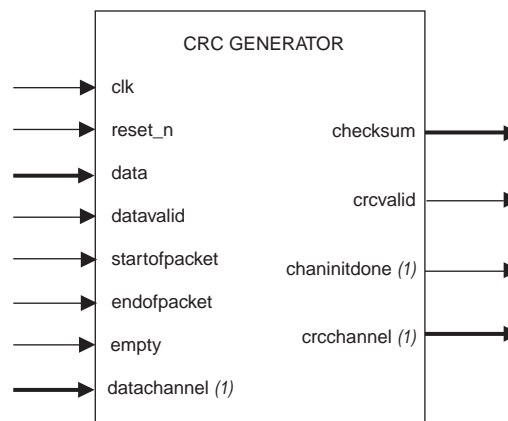 CRC GENERATOR
clk
reset_n
data
datavalid
startofpacket
endofpacket
empty
datachannel (1)
checksum
crcvalid
chaninitdone (1)
crcchannel (1)